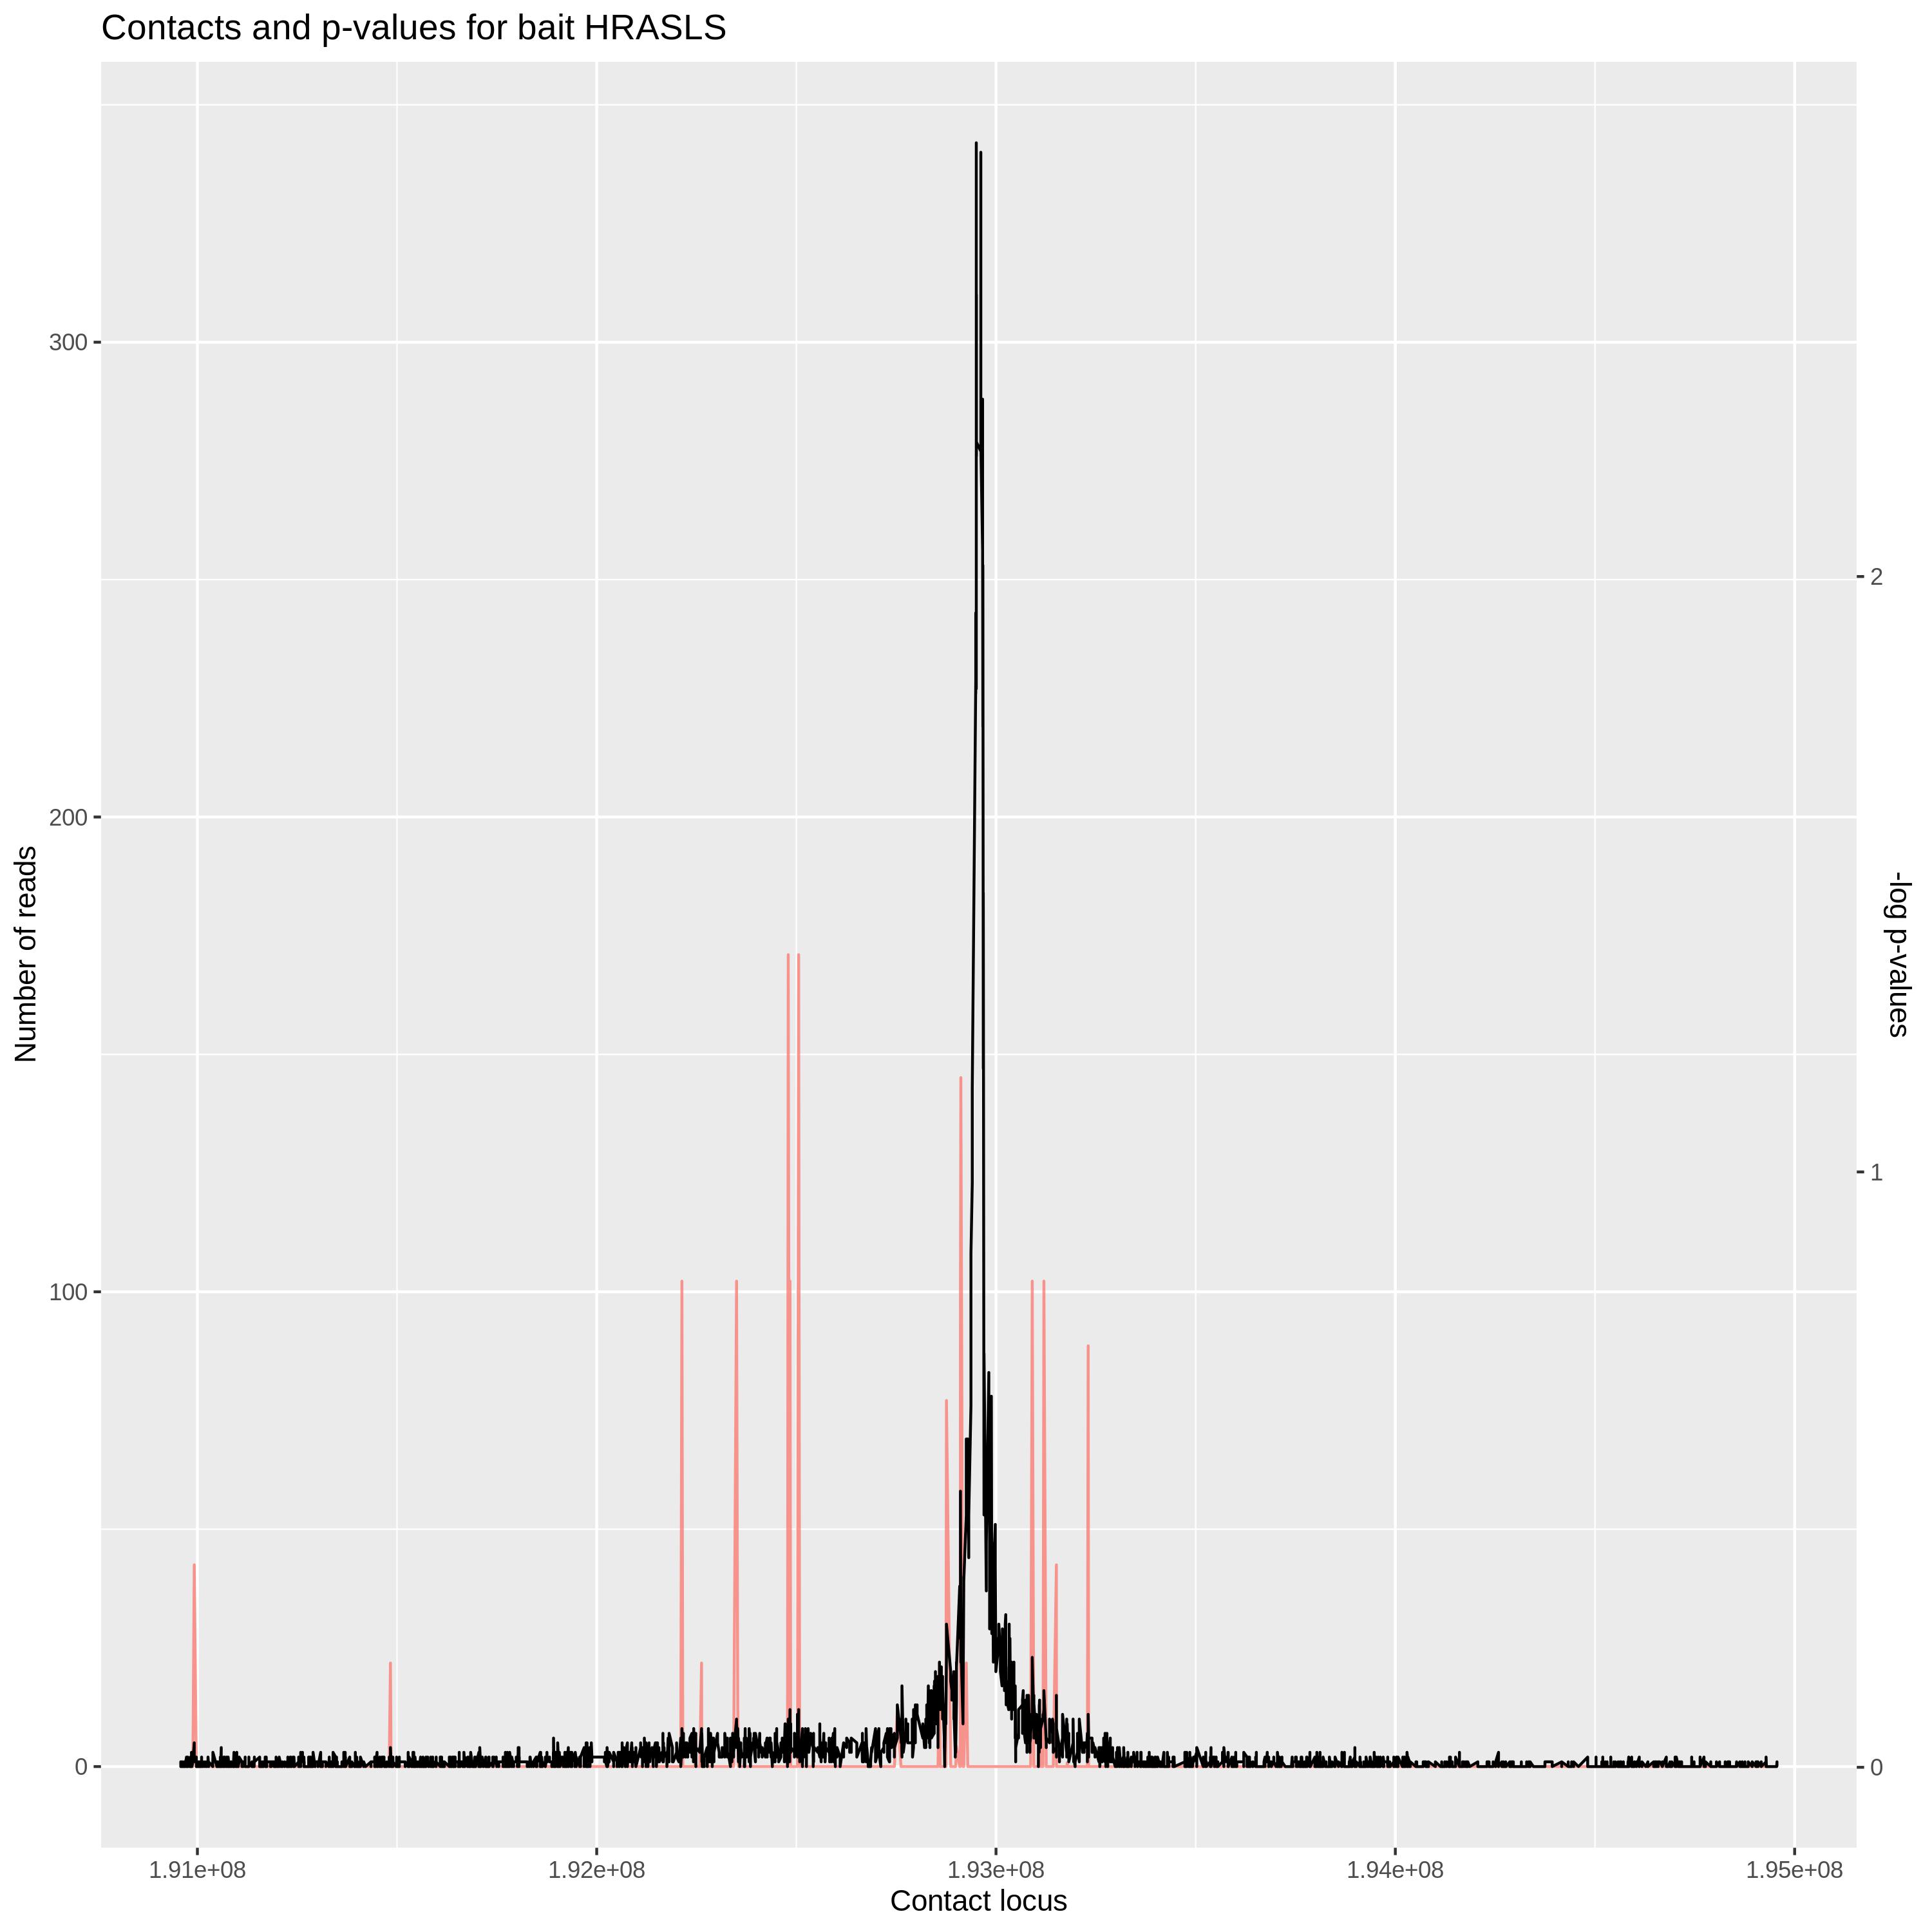 Contacts and p-values for bait HRASLS
300
200
100
0
Number of reads
2
1
0
-log p-values
1.91e+08
1.92e+08
1.93e+08
1.94e+08
1.95e+08
Contact locus